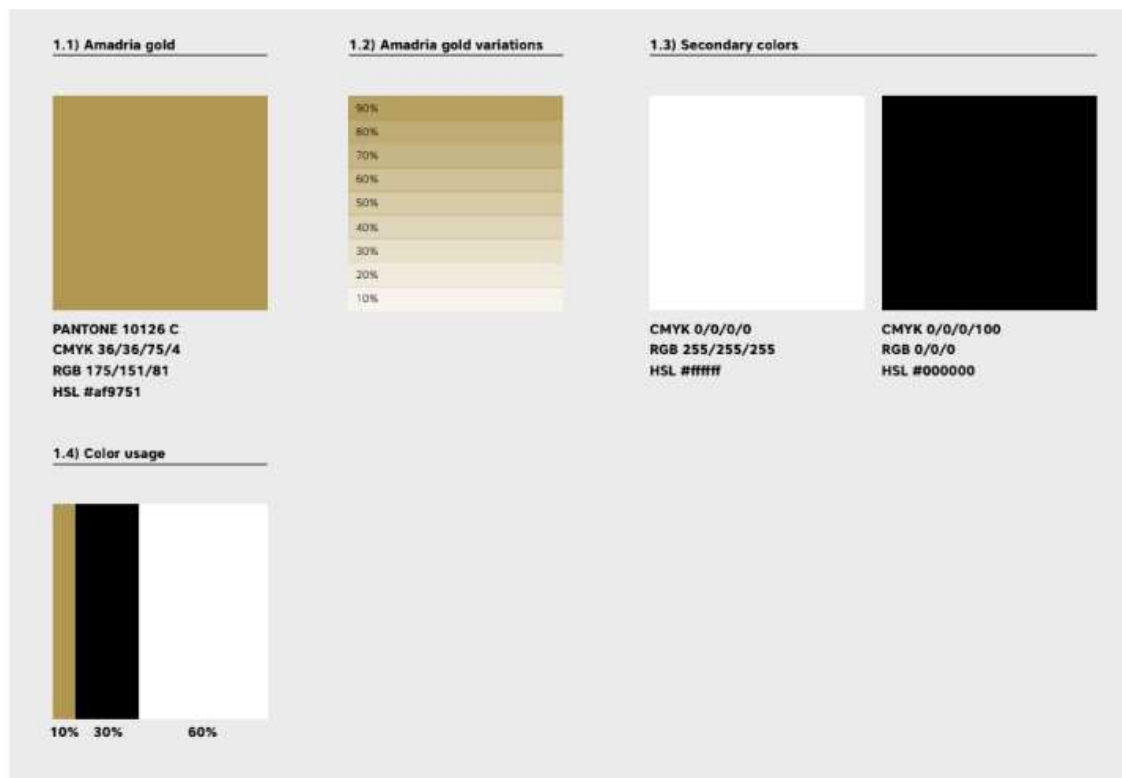 1.1) Amadria gold
1.2) Amadria gold variations
1.3) Secondary colors
90%
80%
70%
60%
50%
40%
30%
20%
10%
PANTONE 10126 C
CMYK 36/36/75/4
RGB 175/151/81
HSL #af9751
CMYK 0/0/0/0
RGB 255/255/255
HSL #ffffff
CMYK 0/0/0/100
RGB 0/0/0
HSL #000000
1.4) Color usage
10% 30% 60%